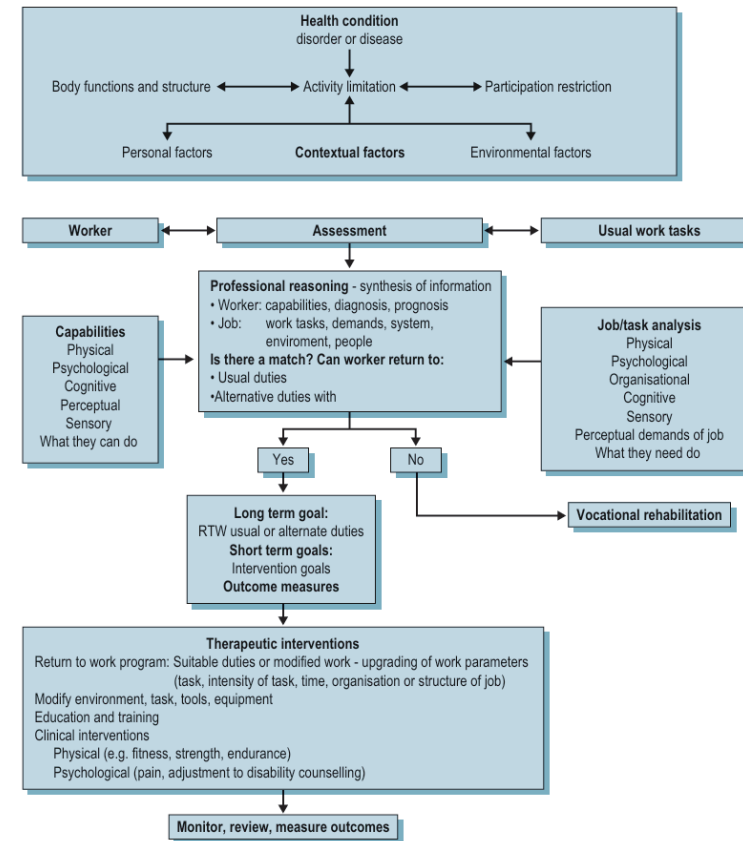 Health condition
disorder or disease
Body functions and structure
Activity limitation
Participation restriction
Personal factors
Contextual factors
Environmental factors
Worker
Assessment
Usual work tasks
Professional reasoning - synthesis of information
• Worker: capabilities, diagnosis, prognosis
• Job: work tasks, demands, system,
enviroment, people
Is there a match? Can worker return to:
• Usual duties
•Alternative duties with
Capabilities
Physical
Psychological
Cognitive
Perceptual
Sensory
What they can do
Job/task analysis
Physical
Psychological
Organisational
Cognitive
Sensory
Perceptual demands of job
What they need do
Yes
No
Long term goal:
RTW usual or alternate duties
Short term goals:
Intervention goals
Outcome measures
Vocational rehabilitation
Therapeutic interventions
Return to work program: Suitable duties or modified work - upgrading of work parameters
(task, intensity of task, time, organisation or structure of job)
Modify environment, task, tools, equipment
Education and training
Clinical interventions
Physical (e.g. fitness, strength, endurance)
Psychological (pain, adjustment to disability counselling)
Monitor, review, measure outcomes